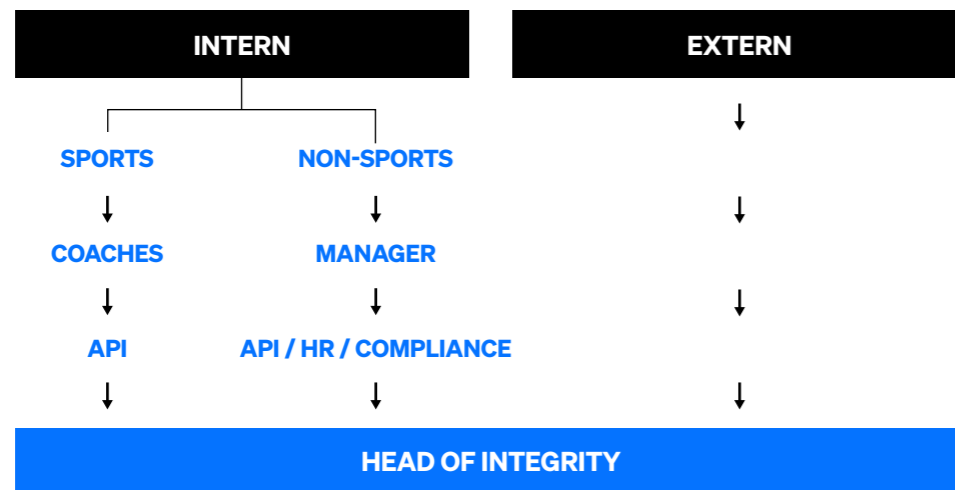 INTERN
EXTERN
SPORTS
NON-SPORTS
COACHES
MANAGER
API
API / HR / COMPLIANCE
HEAD OF INTEGRITY